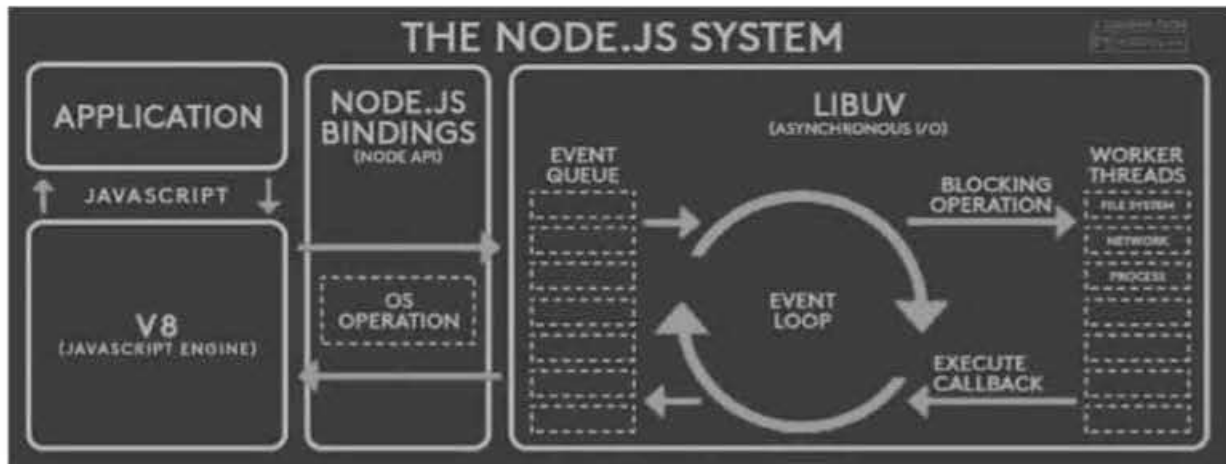 THE NODE.JS SYSTEM
APPLICATION
JAVASCRIPT
V8
(JAVASCRIPT ENGINE)
NODE.JS
BINDINGS
(NODE API)
OS
OPERATION
LIBUV
(ASYNCHRONOUS I/O)
EVENT
QUEUE
EVENT
LOOP
BLOCKING
OPERATION
EXECUTE
CALLBACK
WORKER
THREADS
FILE SYSTEM
NETWORK
PROCESS